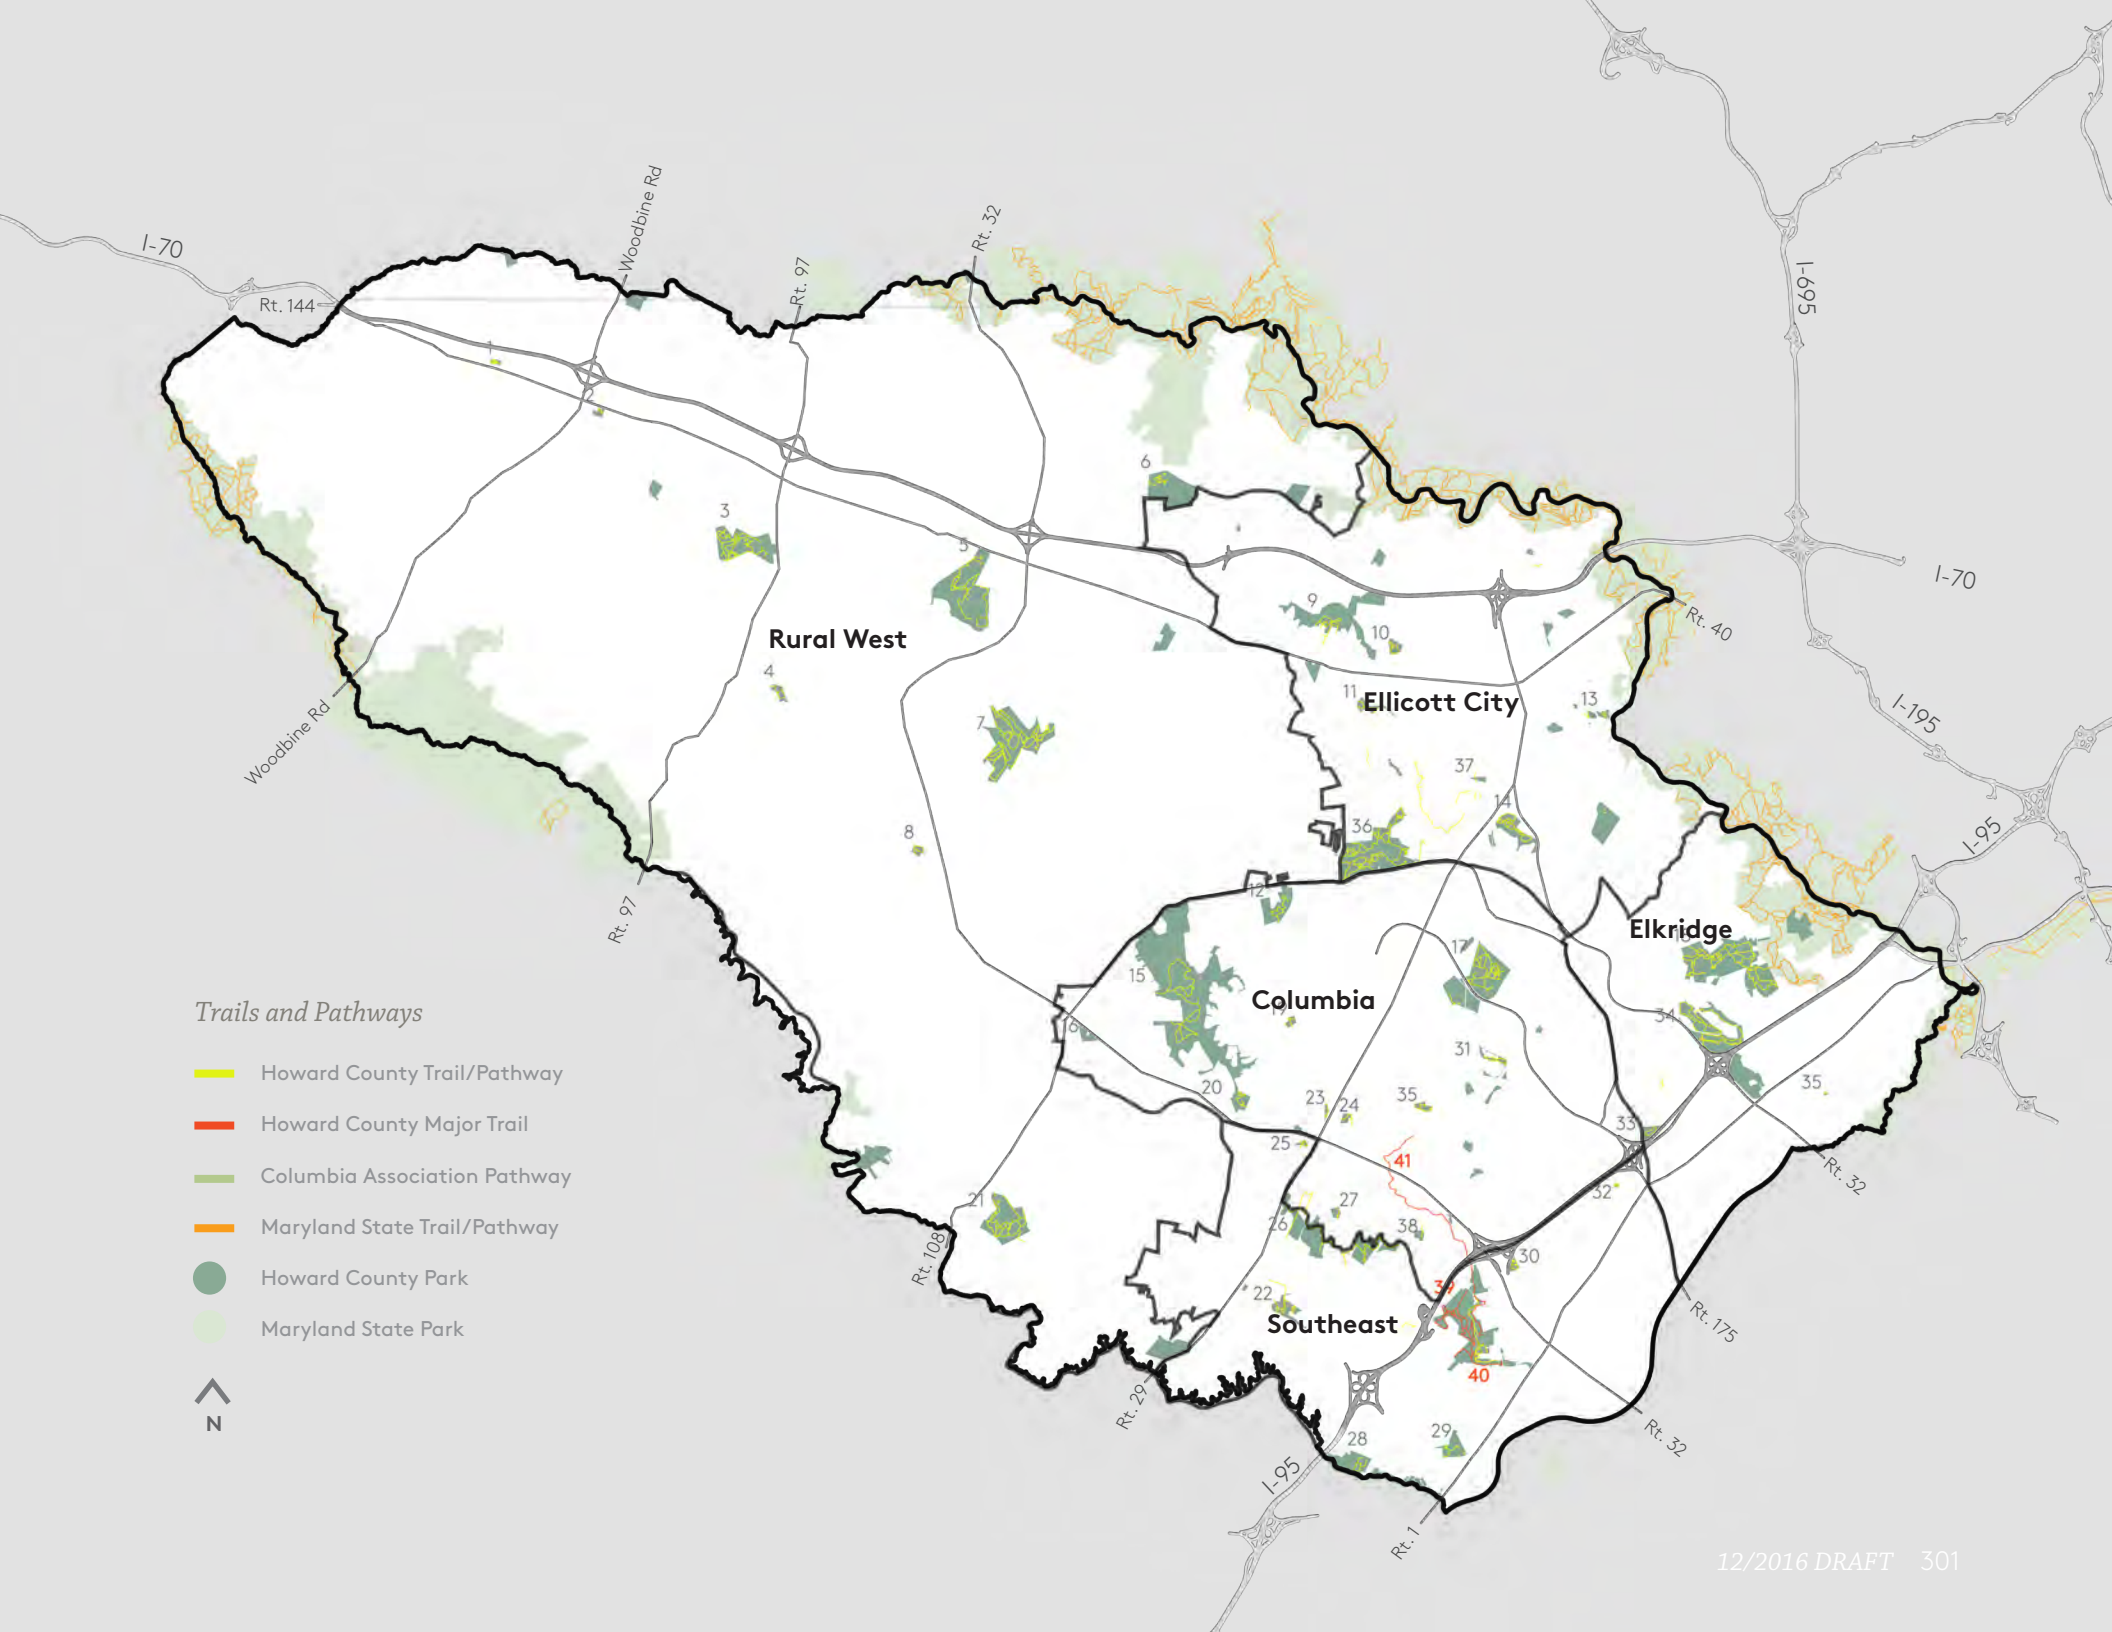 I-70
Rt. 144
Woodbine Rd
Rt. 97
Rt. 32
I-695
1
2
3
5
6
9
10
I-70
Rt. 40
Rural West
4
7
8
11
Ellicott City
13
I-195
37
14
36
I-95
Woodbine Rd
Rt. 97
12
Elkridge
17
15
Columbia
19
16
34
31
35
20
23
24
35
25
33
41
32
Rt. 32
21
26
27
38
30
Rt. 108
22
39
Southeast
Rt. 175
40
Rt. 29
28
29
Rt. 32
I-95
Rt. 1
Trails and Pathways
Howard County Trail/Pathway
Howard County Major Trail
Columbia Association Pathway
Maryland State Trail/Pathway
Howard County Park
Maryland State Park
N
12/2016 DRAFT 301